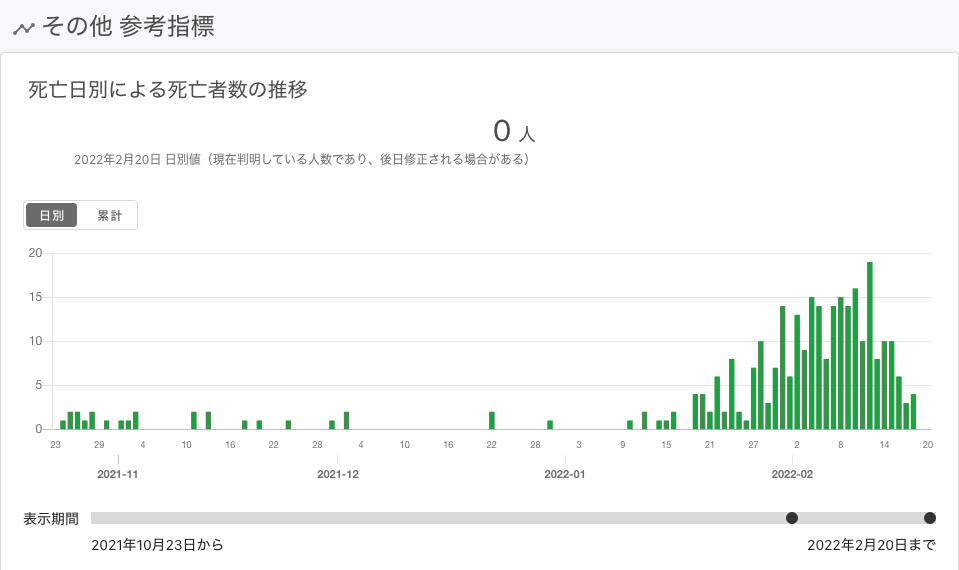 その他 参考指標
死亡日別による死亡者数の推移
0 人
2022年2月20日 日別値（現在判明している人数であり、後日修正される場合がある）
日別 累計
20
15
10
5
0
23 29 4 10 16 22 28 4 10 16 22 28 3 9 15 21 27 2 8 14 20
2021-11 2021-12 2022-01 2022-02
表示期間
2021年10月23日から 2022年2月20日まで